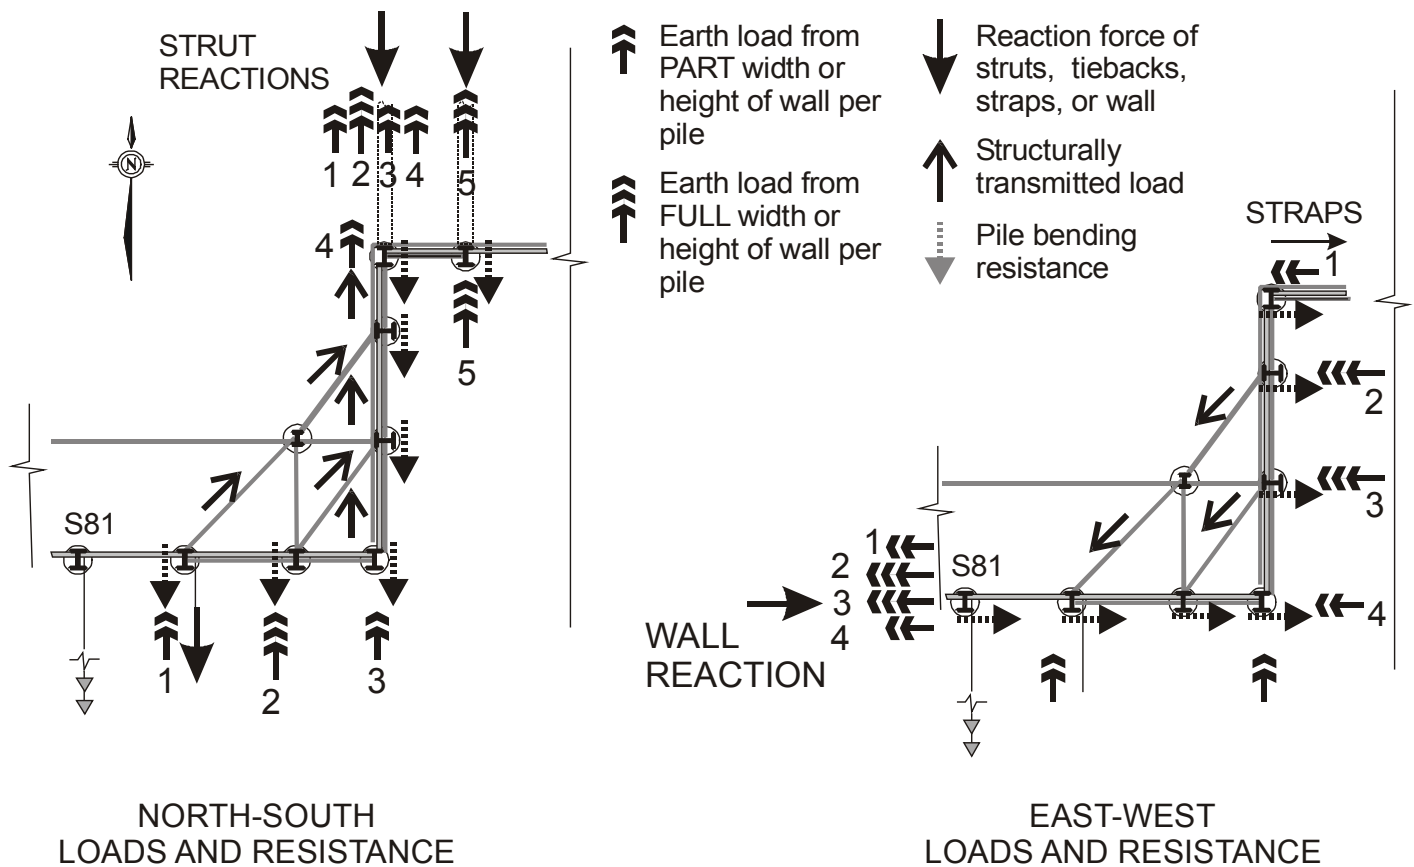 STRUT
REACTIONS
1 2 3 4
5
N
4
5
S81
1
2
3
NORTH-SOUTH
LOADS AND RESISTANCE
Earth load from
PART width or
height of wall per
pile
Earth load from
FULL width or
height of wall per
pile
Reaction force of
struts, tiebacks,
straps, or wall
Structurally
transmitted load
Pile bending
resistance
STRAPS
1
2
3
4
S81
1
2
3
4
WALL
REACTION
EAST-WEST
LOADS AND RESISTANCE